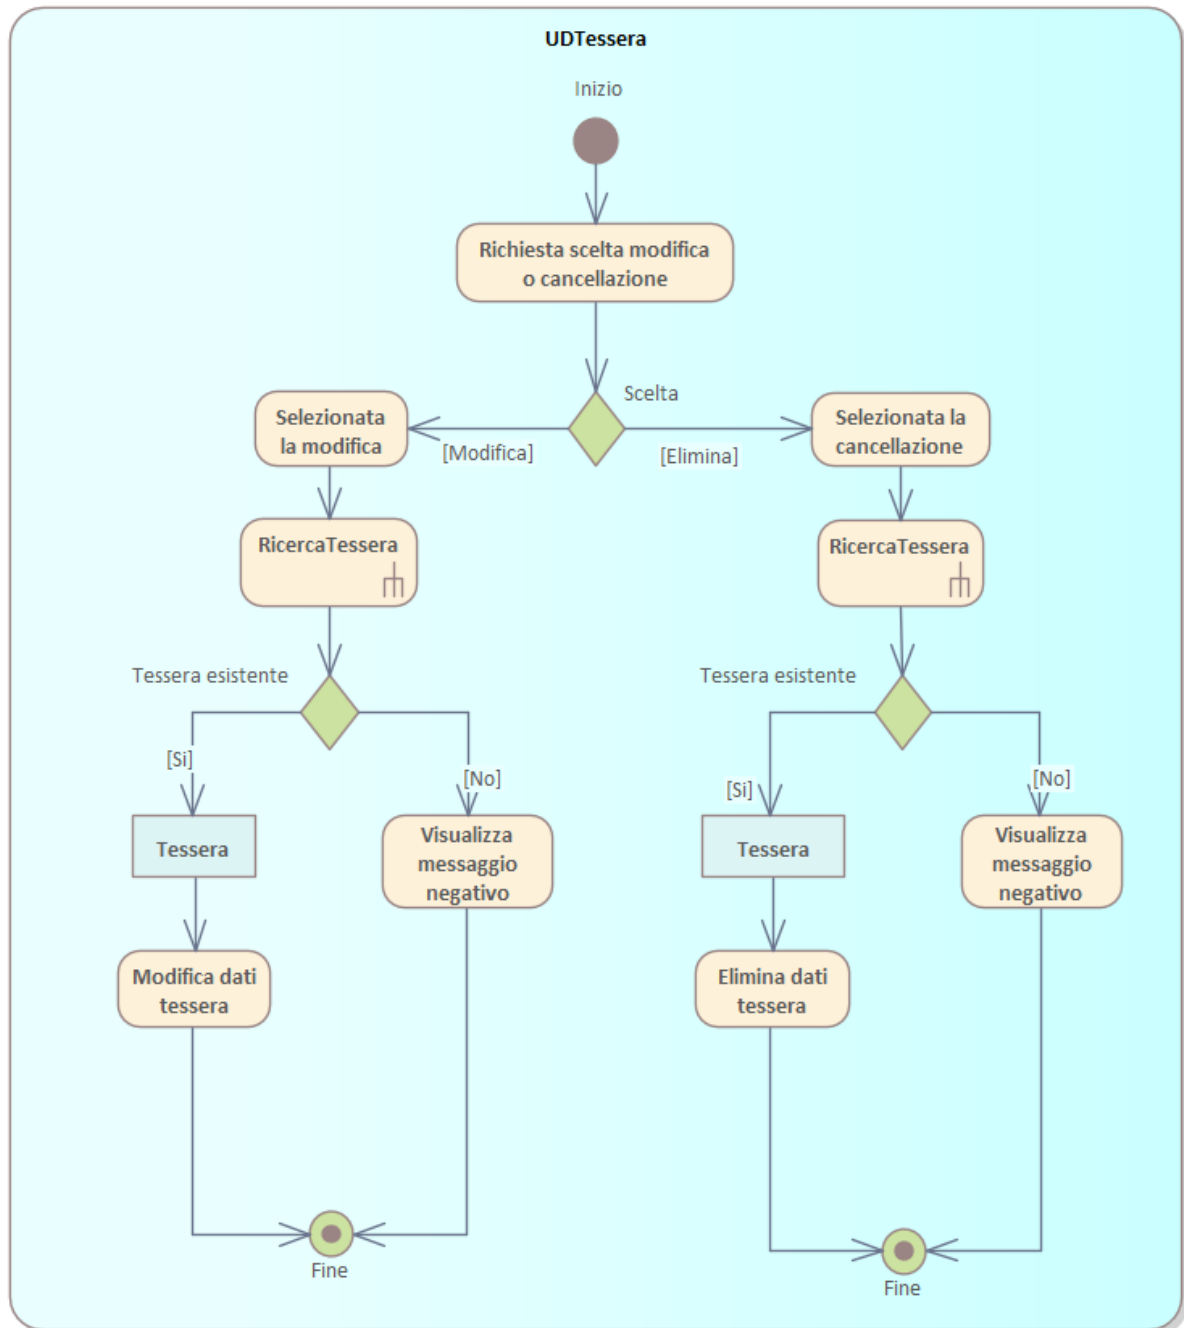 UDTessera
Inizio
Richiesta scelta modifica
o cancellazione
Scelta
Selezionata
la modifica
[Modifica]
[Elimina]
Selezionata la
cancellazione
RicercaTessera
RicercaTessera
Tessera esistente
Tessera esistente
[Si]
[No]
[Si]
[No]
Tessera
Visualizza
messaggio
negativo
Tessera
Visualizza
messaggio
negativo
Modifica dati
tessera
Elimina dati
tessera
Fine
Fine